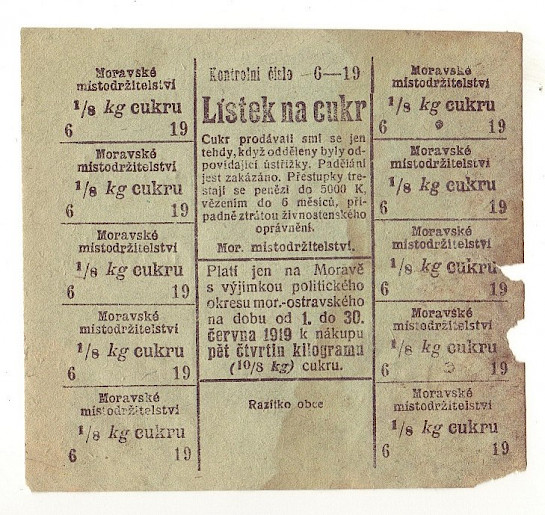 Moravské
místodržitelství
1/8 kg cukru
6 19
Moravské
místodržitelství
1/8 kg cukru
6 19
Moravské
místodržitelství
1/8 kg cukru
6 19
Moravské
místodržitelství
1/8 kg cukru
6 19
Moravské
místodržitelství
1/8 kg cukru
6 19
Kontrolní číslo 6—19
Lístek na cukr
Cukr prodávati smí se jen
tehdy, když odděleny byly od-
povídající ústřižky. Padělání
jest zakázáno. Přestupky tre-
stají se penězi do 5000 K,
vězením do 6 měsíců, pří-
padně ztrátou živnostenského
oprávnění.
Mor. místodržitelství.
Platí jen na Moravě
s výjimkou politického
okresu mor.-ostravského
na dobu od 1. do 30.
června 1919 k nákupu
pět čtvrtin kilogramu
(10/8 kg) cukru.
Razítko obce
Moravské
místodržitelství
1/8 kg cukru
6 19
Moravské
místodržitelství
1/8 kg cukru
6 19
Moravské
místodržitelství
1/8 kg cukru
6 19
Moravské
místodržitelství
1/8 kg cukru
6
Moravské
místodržitelství
1/8 kg cukru
6 19